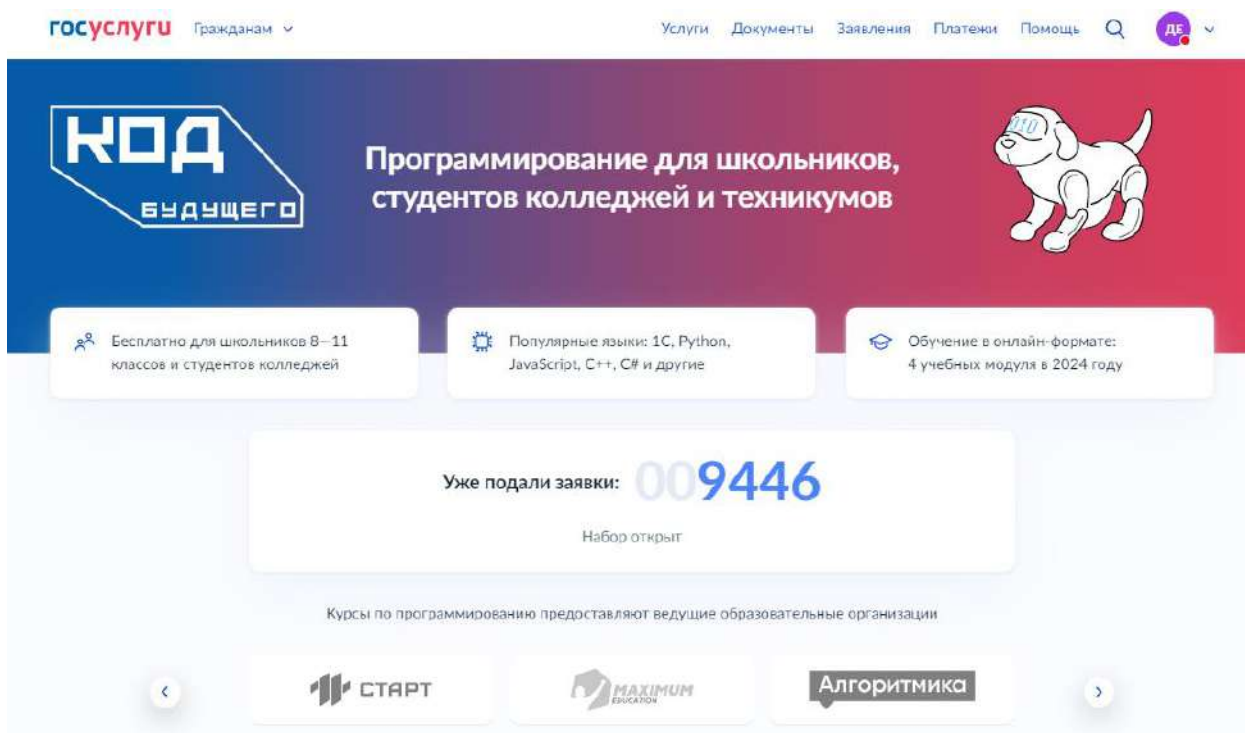 госуслуги Гражданам Услуги Документы Заявления Платежи Помощь ДЕ
КОД
БУДУЩЕГО
Программирование для школьников,
студентов колледжей и техникумов
010
Бесплатно для школьников 8—11
классов и студентов колледжей
Популярные языки: 1С, Python,
JavaScript, C++, C# и другие
Обучение в онлайн-формате:
4 учебных модуля в 2024 году
Уже подали заявки: 009446
Набор открыт
Курсы по программированию предоставляют ведущие образовательные организации
СТАРТ
MAXIMUM
EDUCATION
Алгоритмика